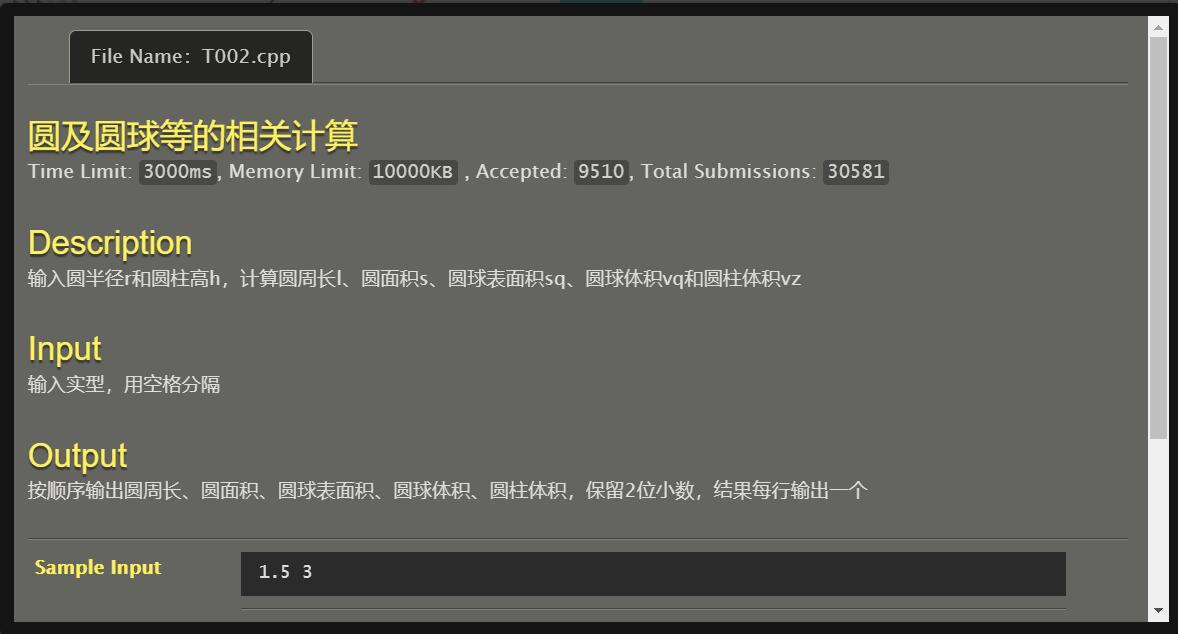 File Name: T002.cpp
圆及圆球等的相关计算
Time Limit: 3000ms, Memory Limit: 10000KB , Accepted: 9510, Total Submissions: 30581
Description
输入圆半径r和圆柱高h，计算圆周长l、圆面积s、圆球表面积sq、圆球体积vq和圆柱体积vz
Input
输入实型，用空格分隔
Output
按顺序输出圆周长、圆面积、圆球表面积、圆球体积、圆柱体积，保留2位小数，结果每行输出一个
Sample Input
1.5 3